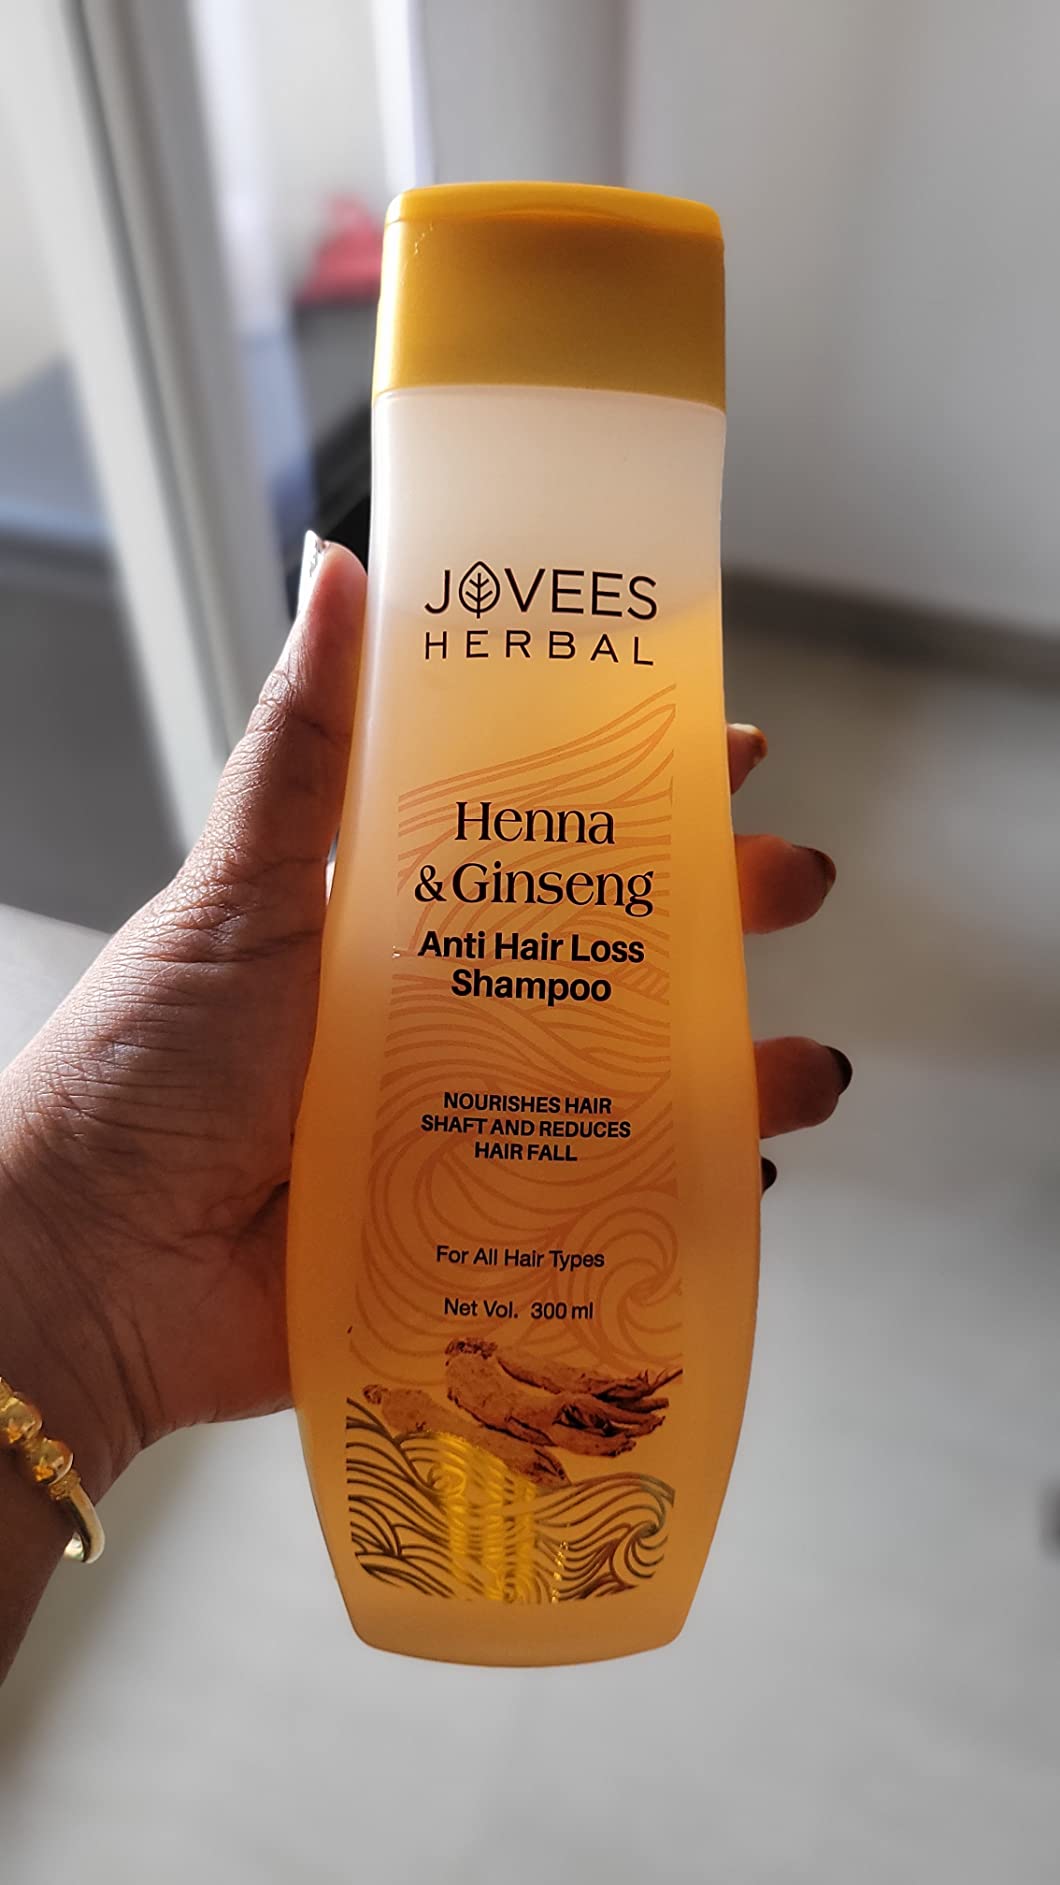 JOVEES
HERBAL
Henna
& Ginseng
Anti Hair Loss
Shampoo
NOURISHES HAIR
SHAFT AND REDUCES
HAIR FALL
For All Hair Types
Net Vol. 300 ml